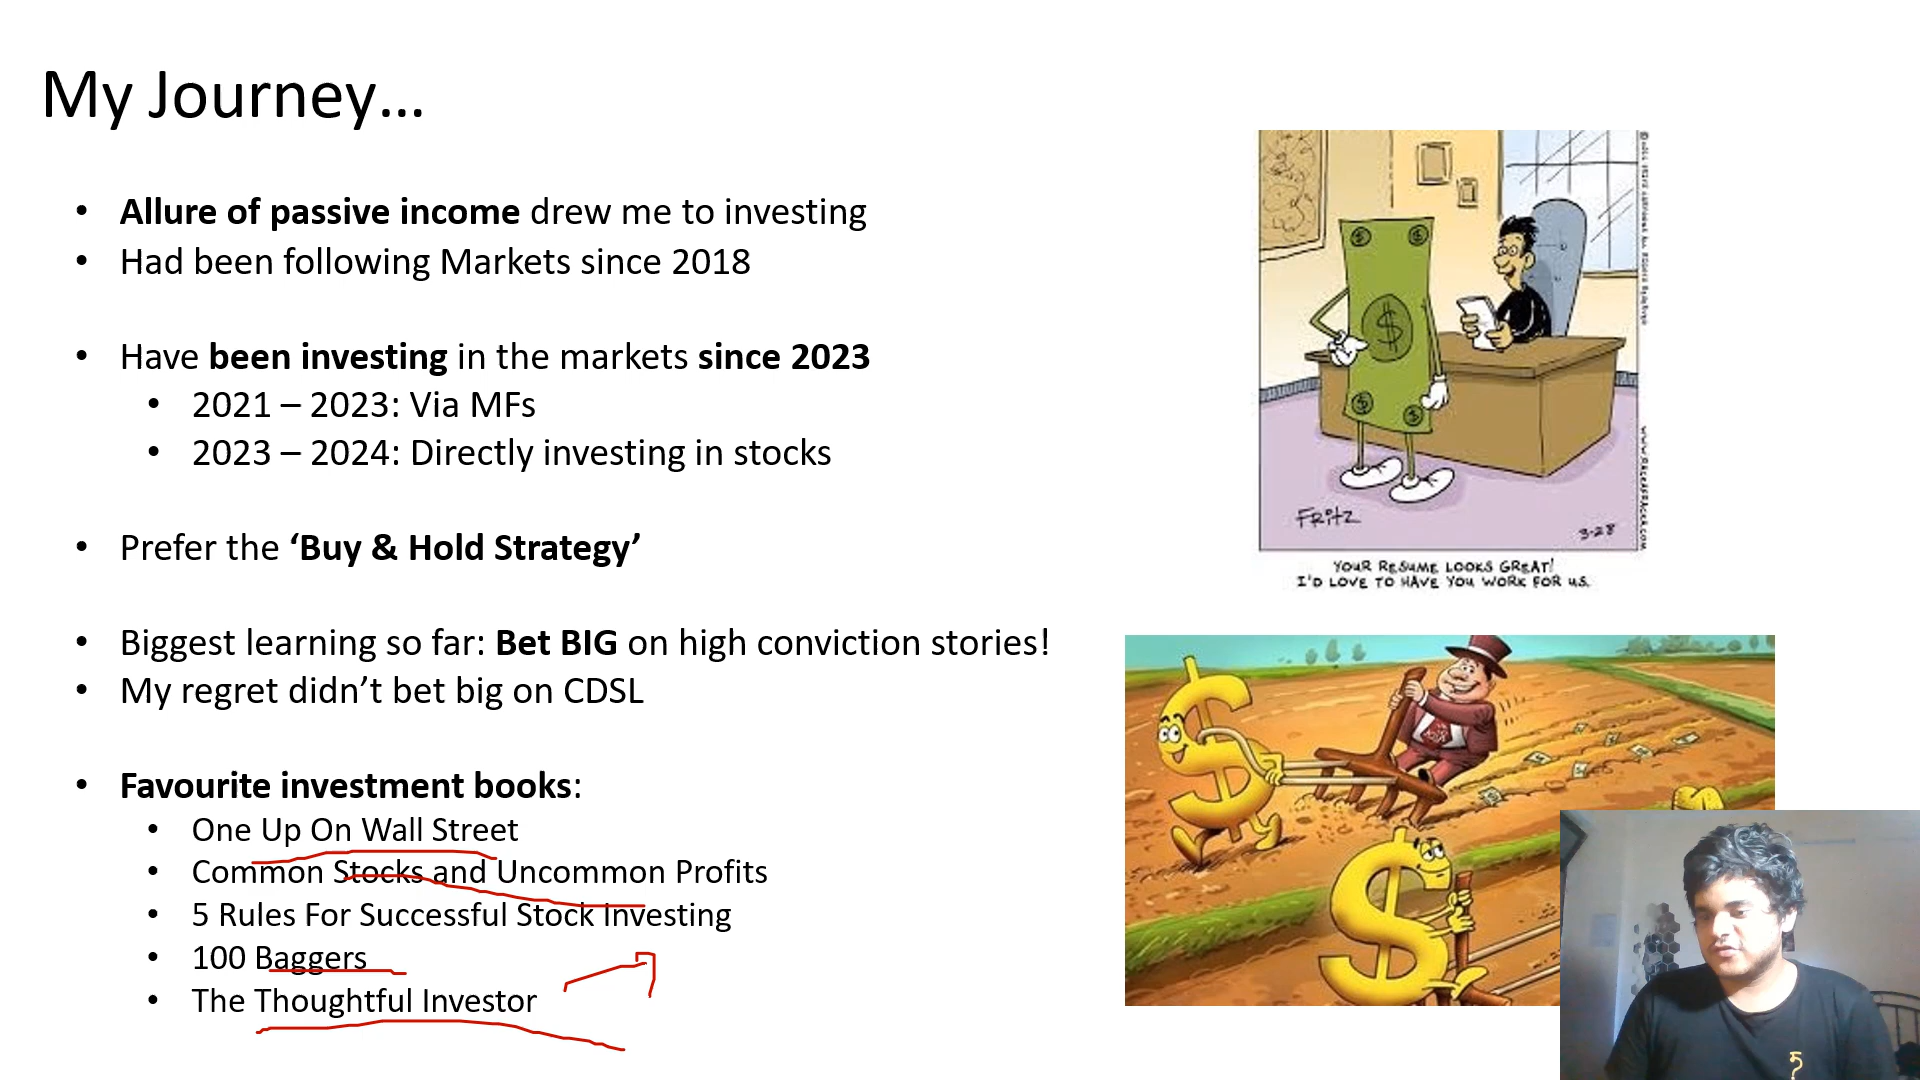 My Journey...
• Allure of passive income drew me to investing
• Had been following Markets since 2018
• Have been investing in the markets since 2023
• 2021 – 2023: Via MFs
• 2023 – 2024: Directly investing in stocks
• Prefer the ‘Buy & Hold Strategy’
• Biggest learning so far: Bet BIG on high conviction stories!
• My regret didn’t bet big on CDSL
• Favourite investment books:
• One Up On Wall Street
• Common Stocks and Uncommon Profits
• 5 Rules For Successful Stock Investing
• 100 Baggers
• The Thoughtful Investor
FRitz
3-28
YOUR RESUME LOOKS GREAT!
I'D LOVE TO HAVE YOU WORK FOR US.